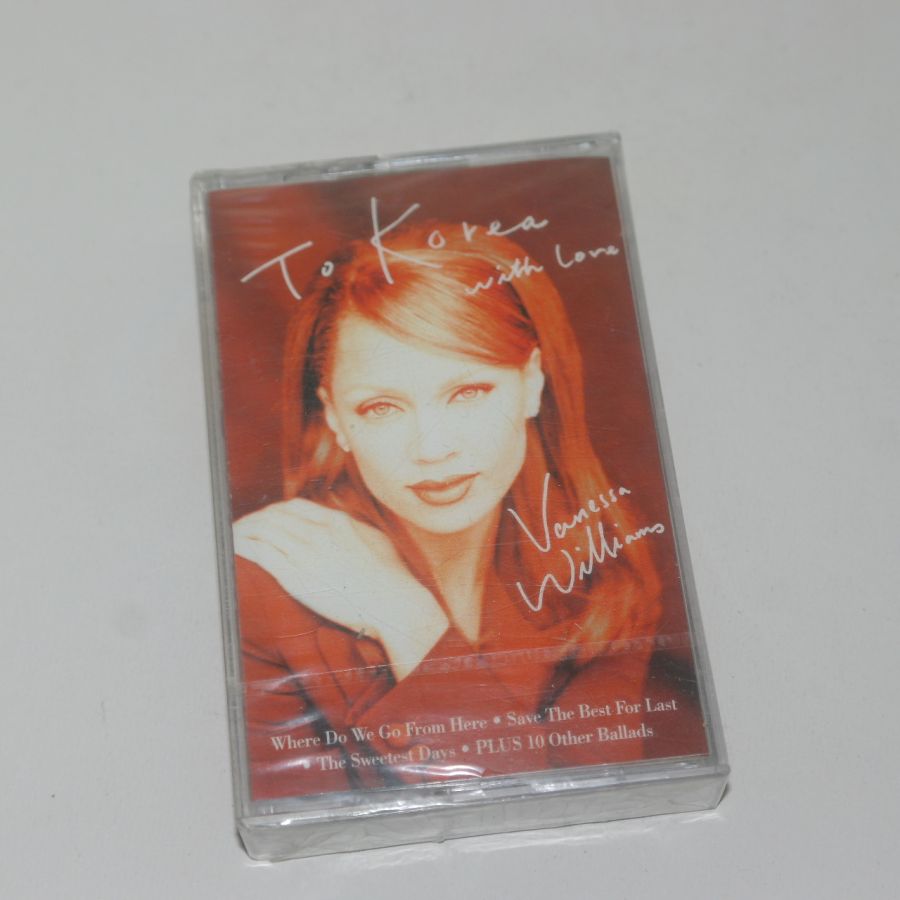 To Korea
with Love
Vanessa
Williams
Where Do We Go From Here • Save The Best For Last
• The Sweetest Days • PLUS 10 Other Ballads